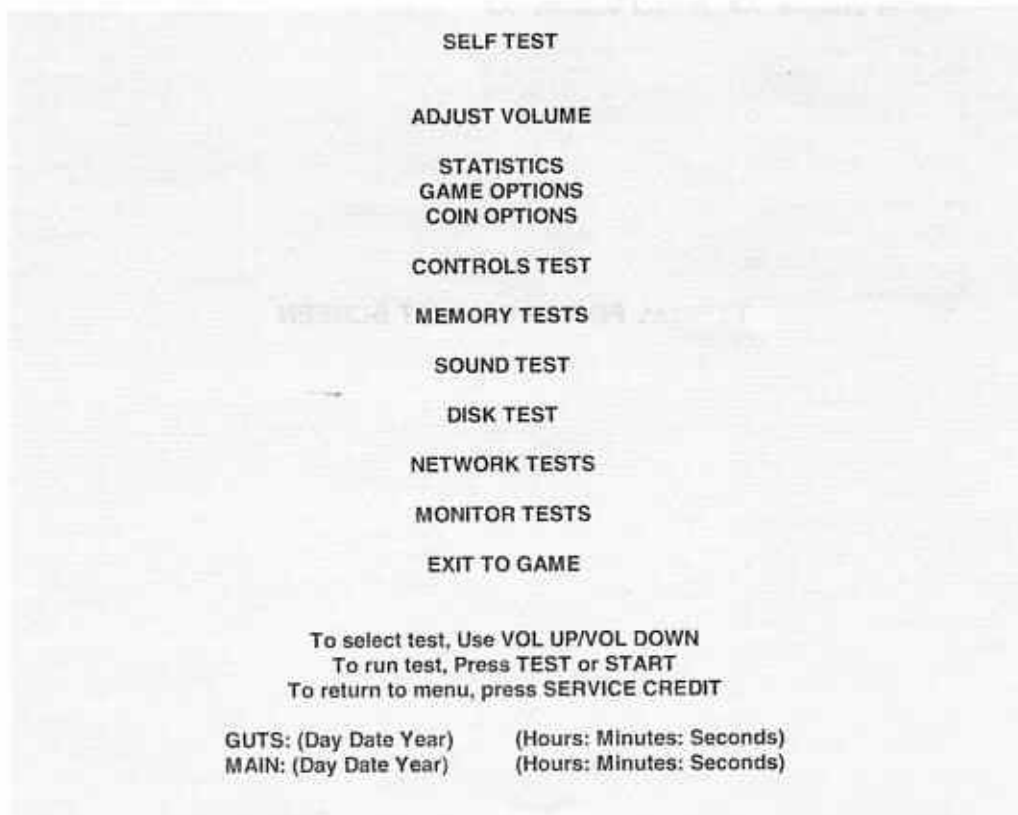 SELF TEST
ADJUST VOLUME
STATISTICS
GAME OPTIONS
COIN OPTIONS
CONTROLS TEST
MEMORY TESTS
SOUND TEST
DISK TEST
NETWORK TESTS
MONITOR TESTS
EXIT TO GAME
To select test, Use VOL UP/VOL DOWN
To run test, Press TEST or START
To return to menu, press SERVICE CREDIT
GUTS: (Day Date Year) (Hours: Minutes: Seconds)
MAIN: (Day Date Year) (Hours: Minutes: Seconds)